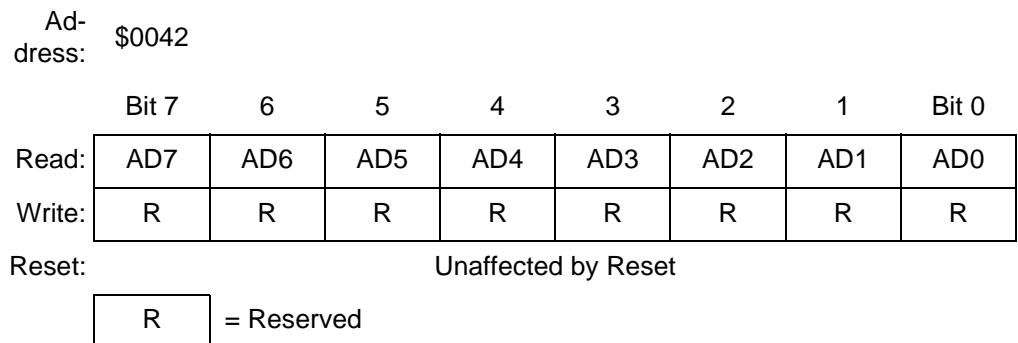 Ad-
dress: $0042
Bit 7 6 5 4 3 2 1 Bit 0
Read: AD7 AD6 AD5 AD4 AD3 AD2 AD1 AD0
Write: R R R R R R R R
Reset: Unaffected by Reset
R = Reserved